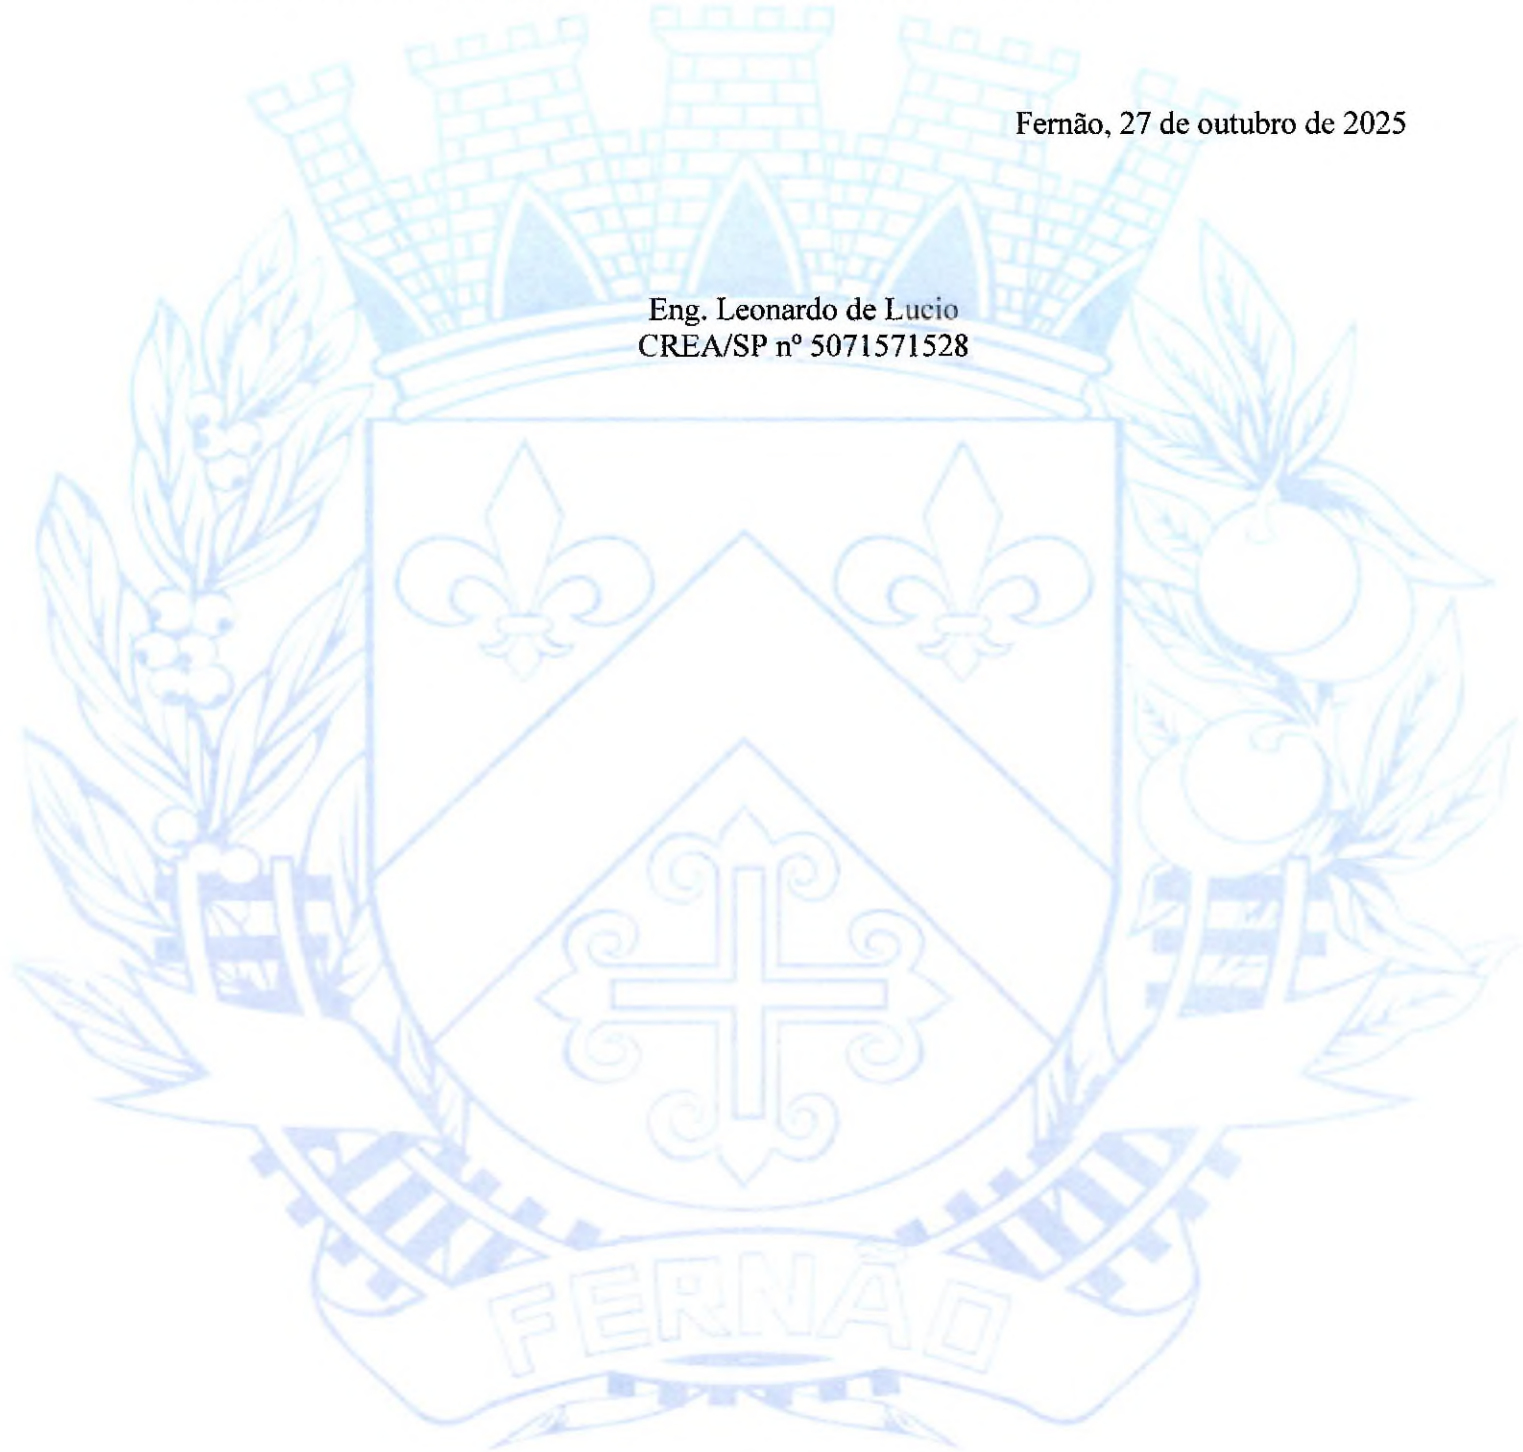 Fernão, 27 de outubro de 2025
Eng. Leonardo de Lucio
CREA/SP nº 5071571528
FERNÃO